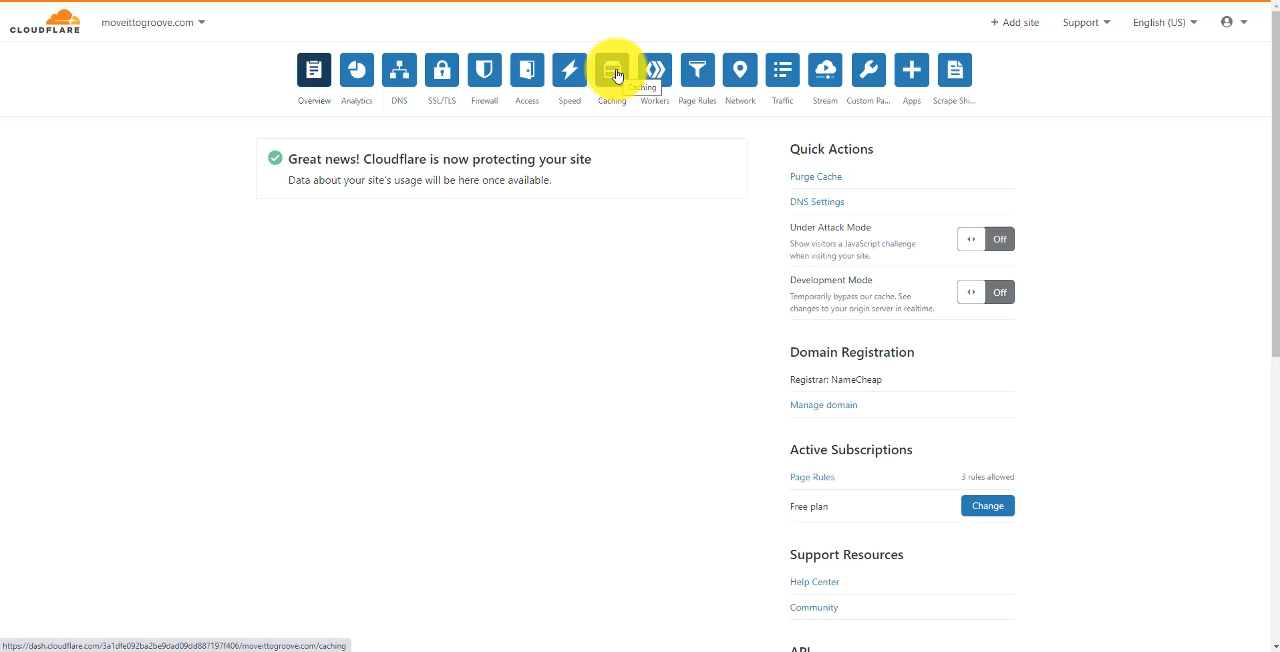 CLOUDFLARE
moveittogroove.com
+ Add site
Support
English (US)
Overview
Analytics
DNS
SSL/TLS
Firewall
Access
Speed
Caching
Workers
Page Rules
Network
Traffic
Stream
Custom Pa...
Apps
Scrape Shi...
Caching
Great news! Cloudflare is now protecting your site
Data about your site's usage will be here once available.
Quick Actions
Purge Cache
DNS Settings
Under Attack Mode
Show visitors a JavaScript challenge
when visiting your site.
Off
Development Mode
Temporarily bypass our cache. See
changes to your origin server in realtime.
Off
Domain Registration
Registrar: NameCheap
Manage domain
Active Subscriptions
Page Rules
3 rules allowed
Free plan
Change
Support Resources
Help Center
Community
API
https://dash.cloudflare.com/3a1dfe092ba2be9dad09dd887197f406/moveittogroove.com/caching